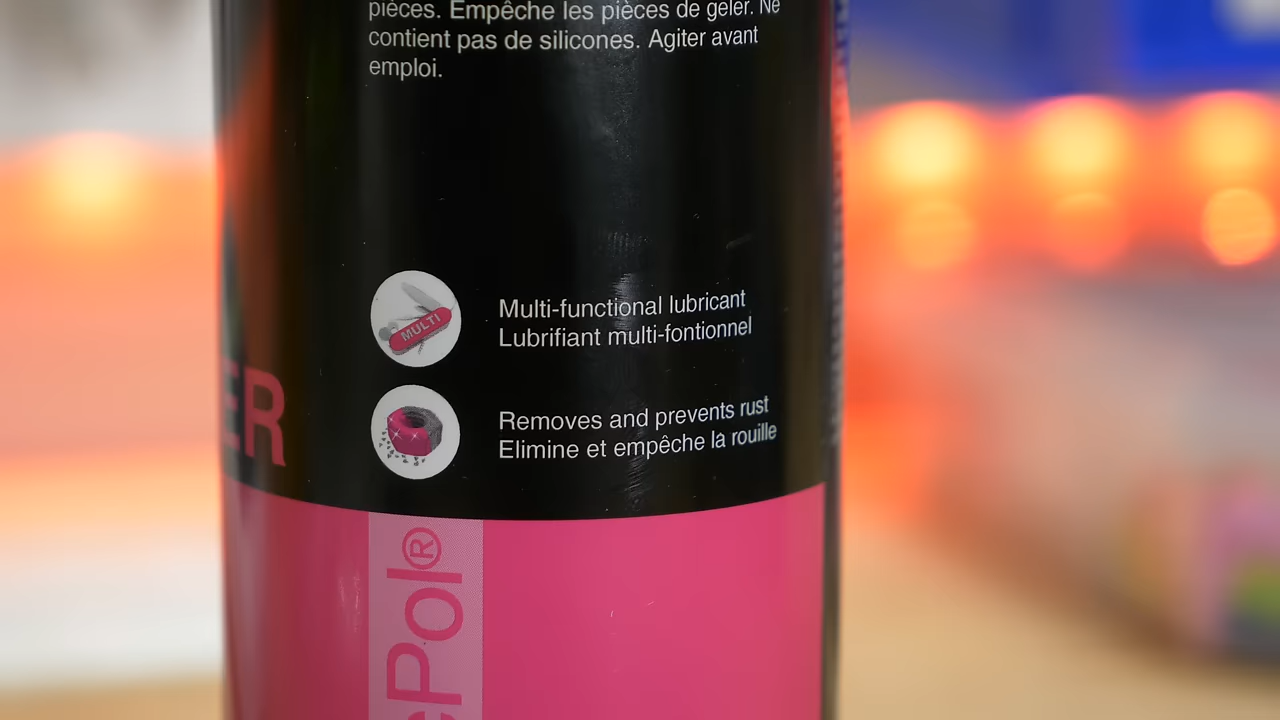 pièces. Empêche les pièces de geler. Ne
contient pas de silicones. Agiter avant
emploi.
MULTI
Multi-functional lubricant
Lubrifiant multi-fontionnel
ER
Removes and prevents rust
Elimine et empêche la rouille
ePol®